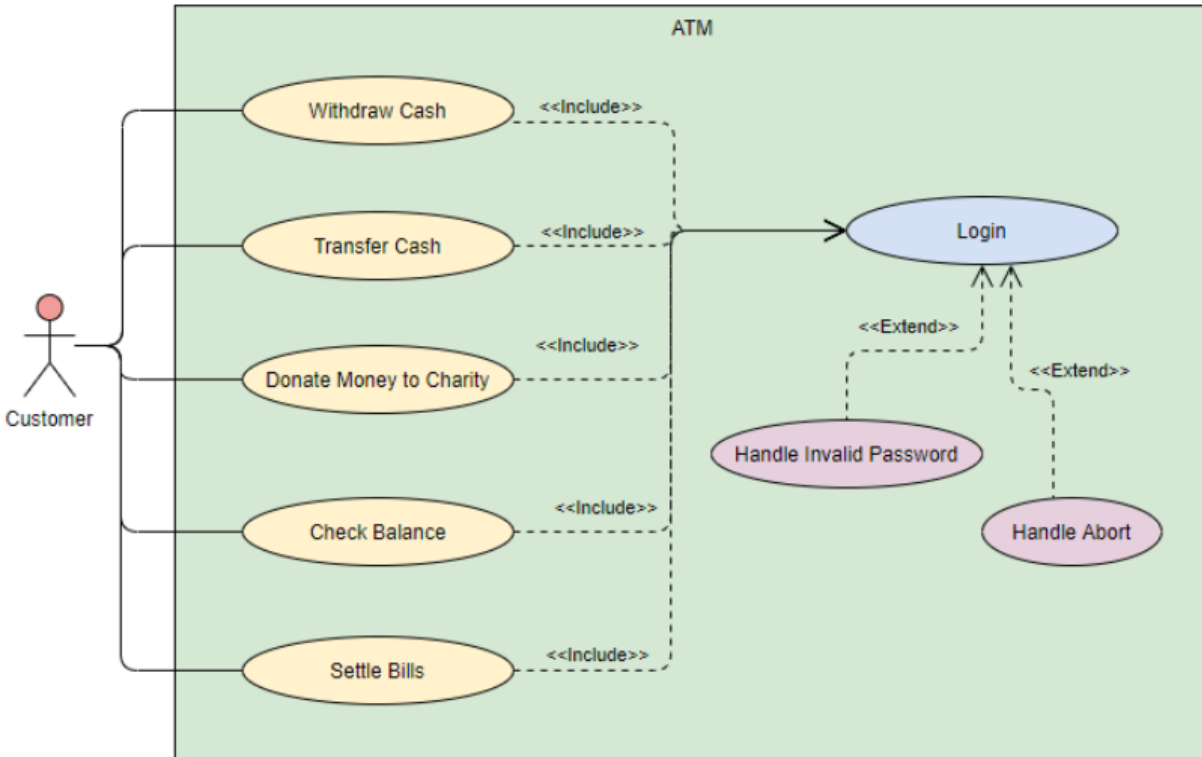 ATM
Withdraw Cash
<<Include>>
Transfer Cash
<<Include>>
Login
<<Extend>>
<<Include>>
Donate Money to Charity
<<Extend>>
Customer
Handle Invalid Password
<<Include>>
Check Balance
Handle Abort
<<Include>>
Settle Bills